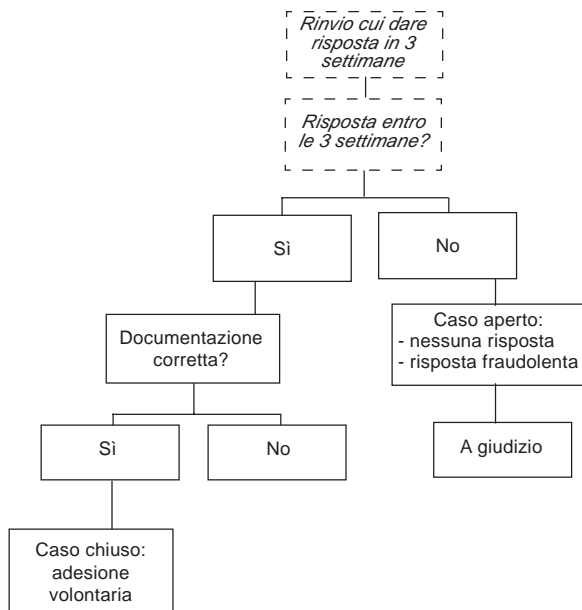 Rinvio cui dare
risposta in 3
settimane
Risposta entro
le 3 settimane?
Sì
No
Documentazione
corretta?
Caso aperto:
- nessuna risposta
- risposta fraudolenta
Sì
No
A giudizio
Caso chiuso:
adesione
volontaria